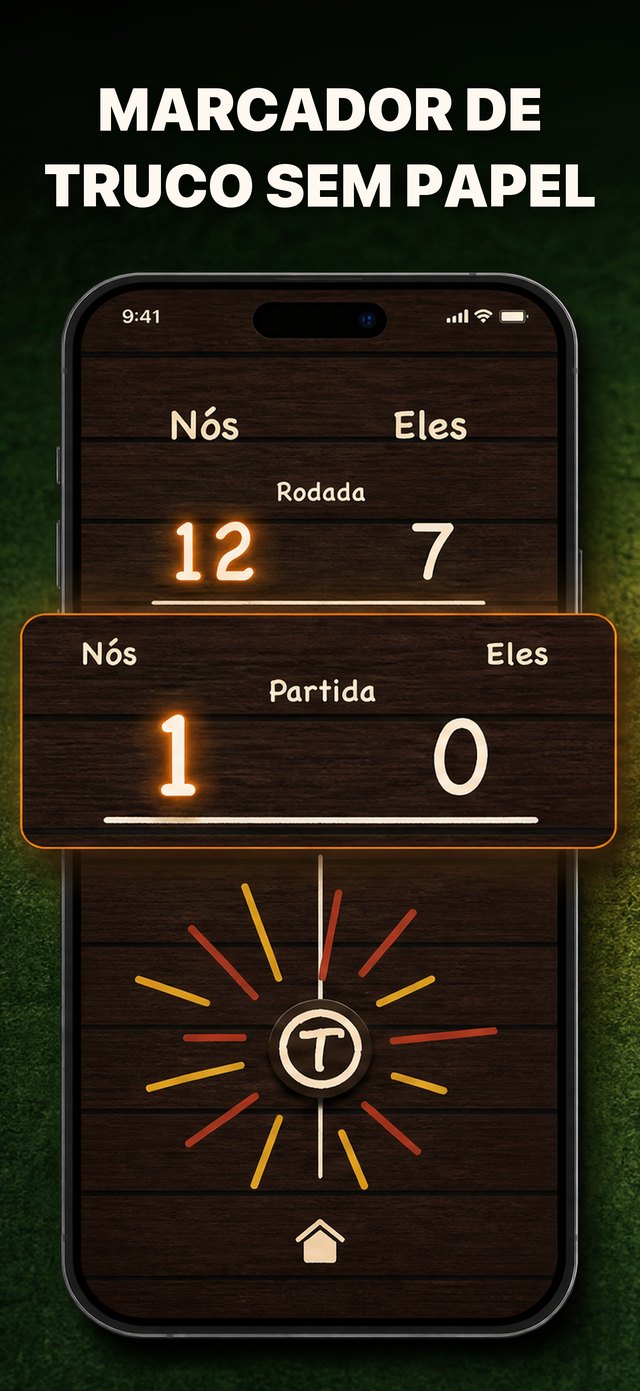 MARCADOR DE
TRUCO SEM PAPEL
9:41
Nós Eles
Rodada
12 7
Nós Eles
Partida
1 0
T